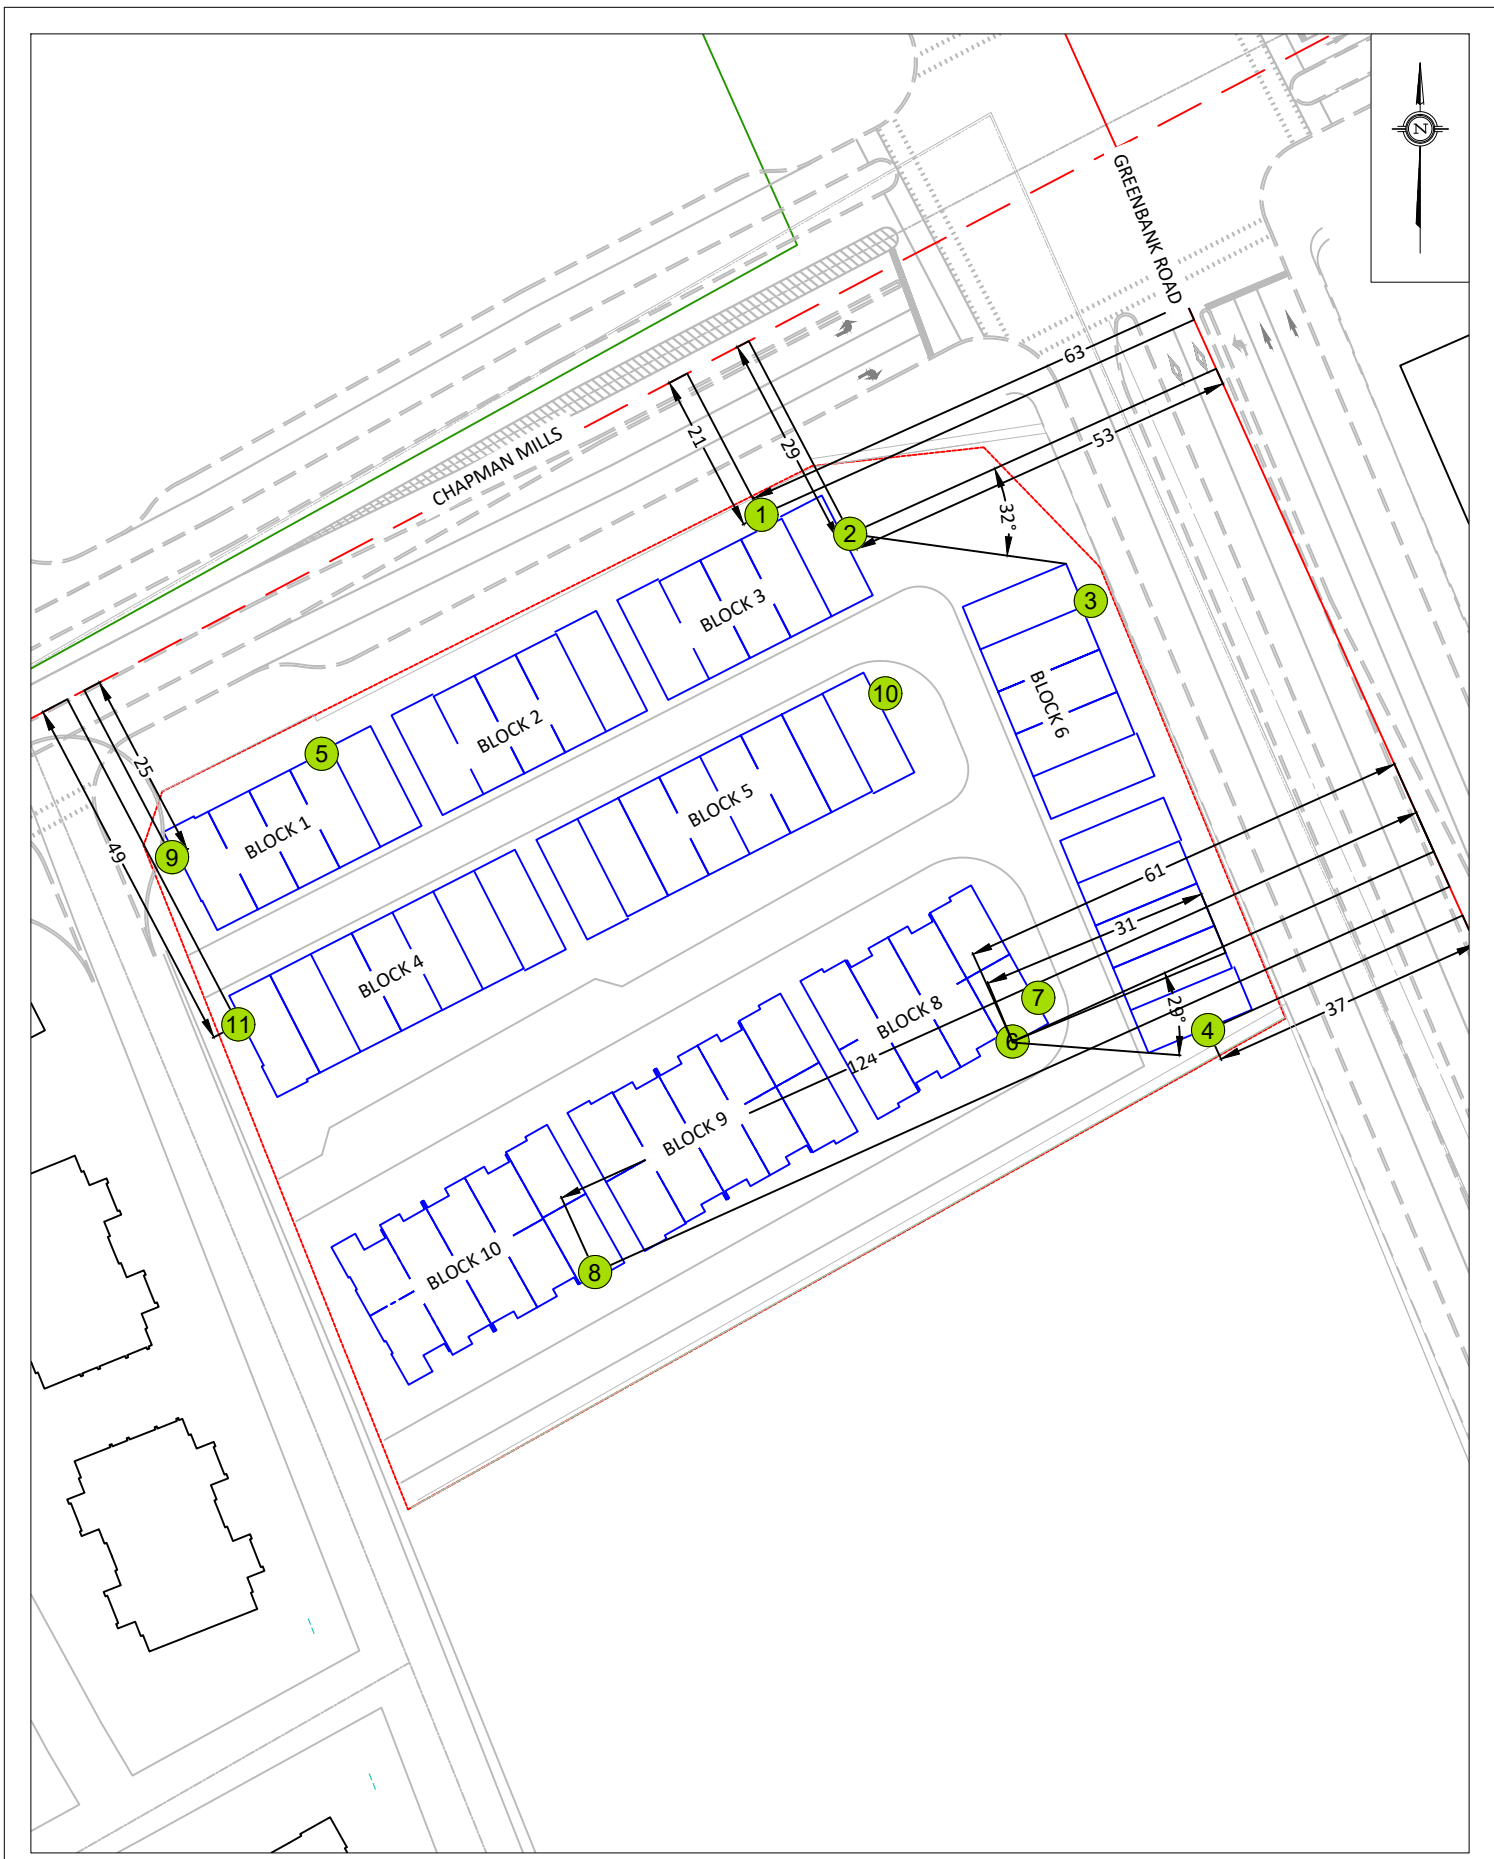 N
GREENBANK ROAD
63
CHAPMAN MILLS
21
29
53
1
32°
2
3
BLOCK 3
BLOCK 6
10
BLOCK 2
5
25
BLOCK 5
BLOCK 1
49
9
61
31
BLOCK 4
7
BLOCK 8
29°
37
11
4
6
124
BLOCK 9
BLOCK 10
8